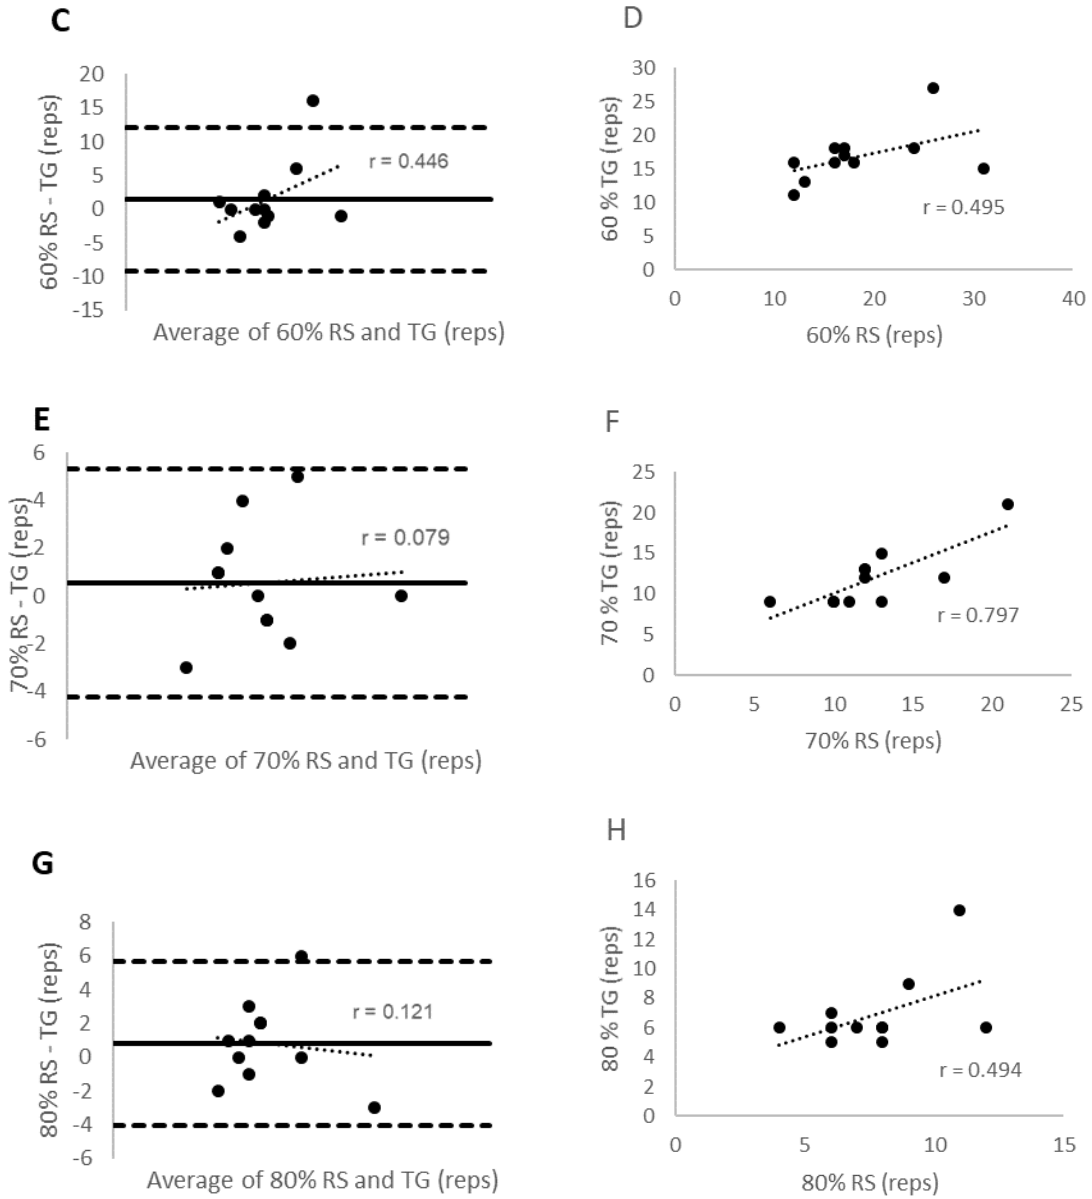 C
20
15
10
5
0
-5
-10
-15
60% RS - TG (reps)
r = 0.446
Average of 60% RS and TG (reps)
D
30
25
20
15
10
5
0
60 % TG (reps)
r = 0.495
0 10 20 30 40
60% RS (reps)
E
6
4
2
0
-2
-4
-6
70% RS - TG (reps)
r = 0.079
Average of 70% RS and TG (reps)
F
25
20
15
10
5
0
70 % TG (reps)
r = 0.797
0 5 10 15 20 25
70% RS (reps)
G
8
6
4
2
0
-2
-4
-6
80% RS - TG (reps)
r = 0.121
Average of 80% RS and TG (reps)
H
16
14
12
10
8
6
4
2
0
80 % TG (reps)
r = 0.494
0 5 10 15
80% RS (reps)